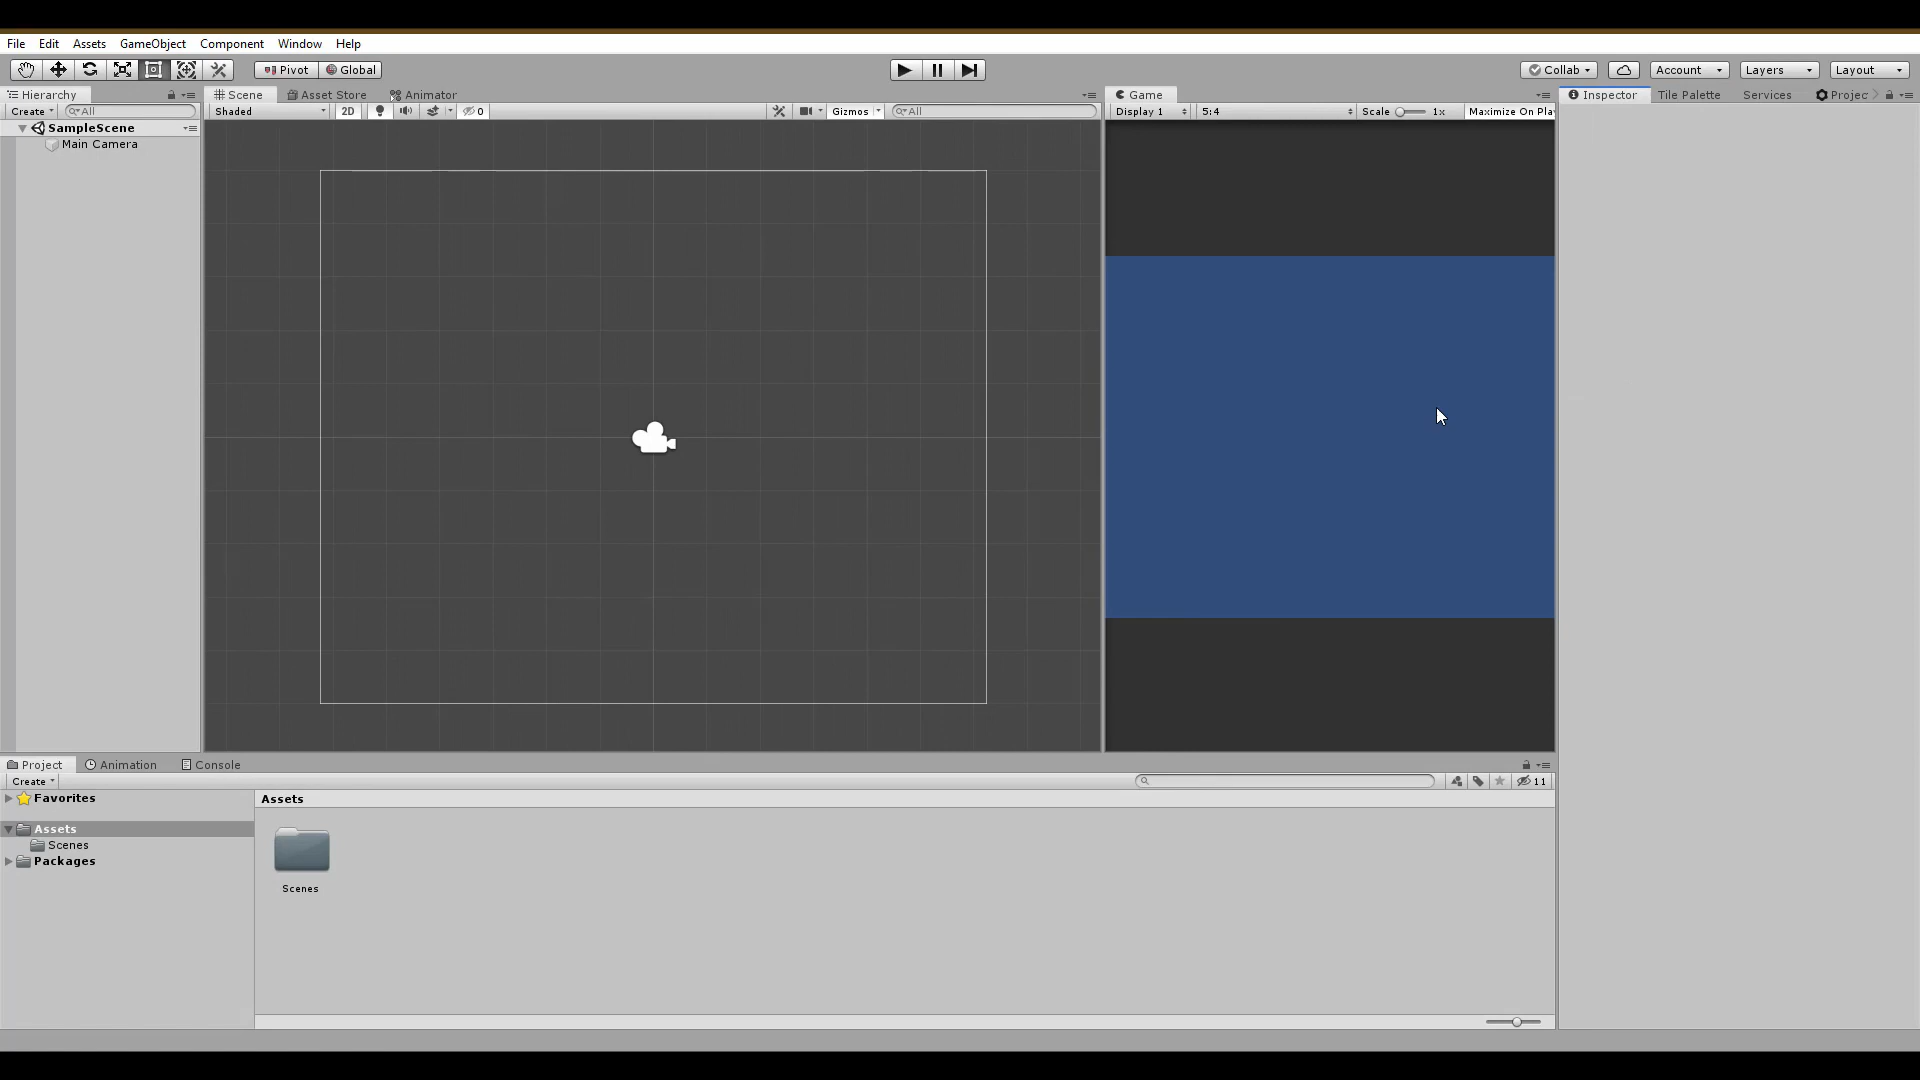 File Edit Assets GameObject Component Window Help
Pivot Global Collab Account Layers Layout
Hierarchy Scene Asset Store Animator Game Inspector Tile Palette Services Projec
Create All Shaded 2D 0 Gizmos All Display 1 5:4 Scale 1x Maximize On Pla
SampleScene
Main Camera
Project Animation Console
Create 11
Favorites Assets
Assets
Scenes
Packages
Scenes